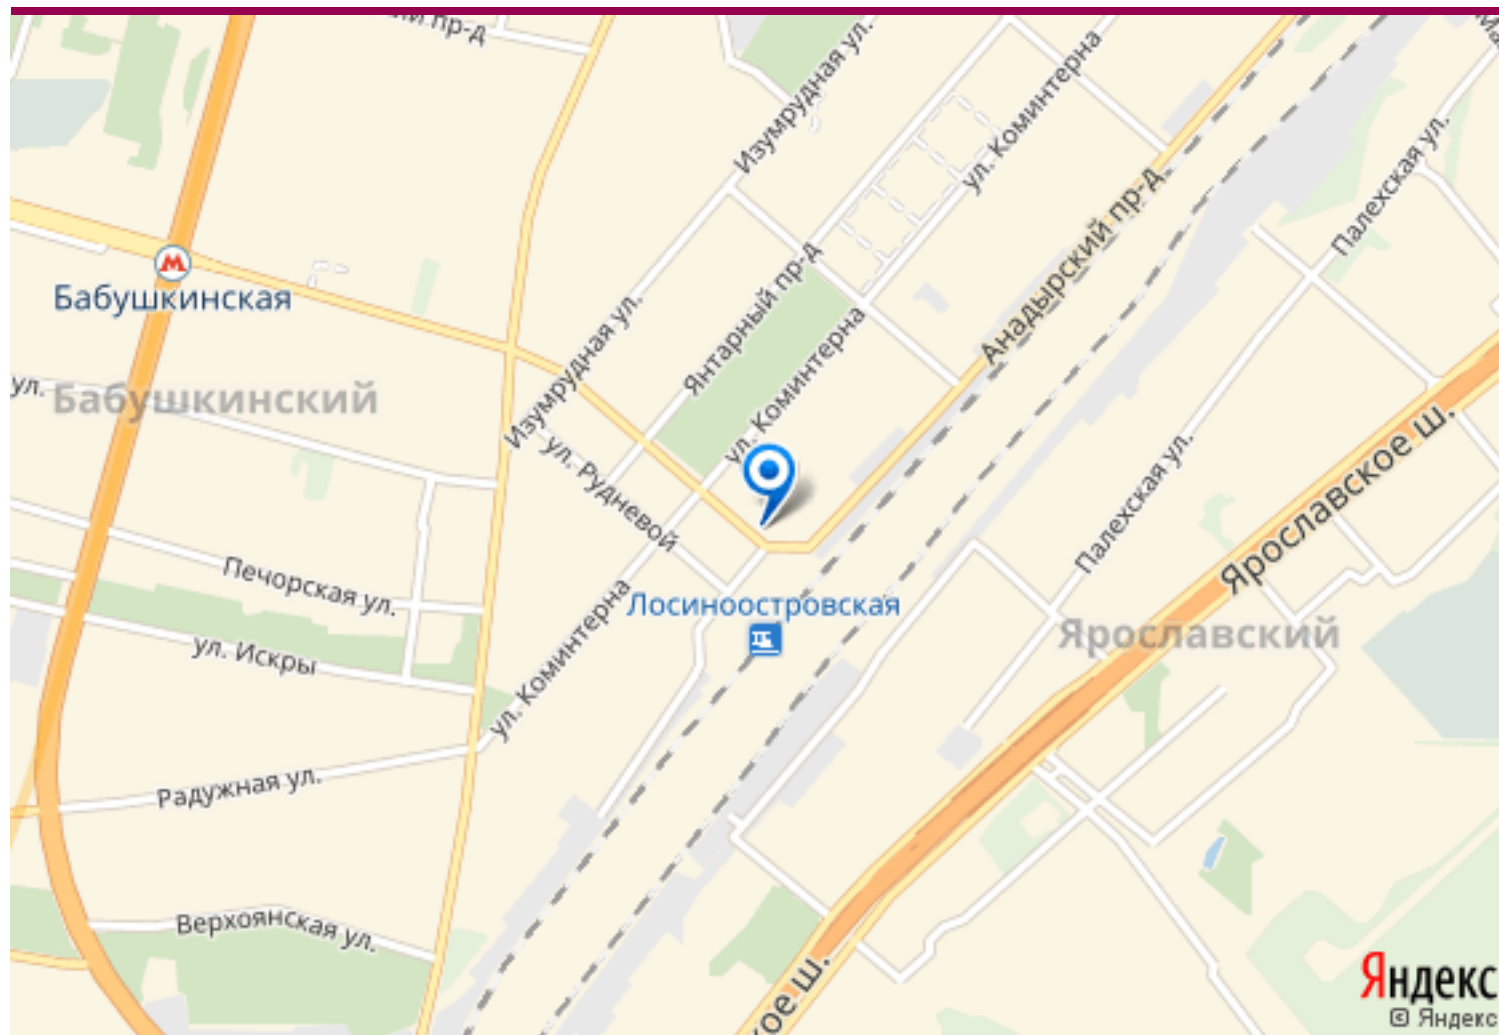 пр-д
Изумрудная ул.
ул. Коминтерна
Палехская ул.
Анадырский пр-д
Бабушкинская
Янтарный пр-д
Изумрудная ул.
ул. Коминтерна
ул.
Бабушкинский
ул. Рудневой
Палехская ул.
Ярославское ш.
Печорская ул.
Лосиноостровская
Ярославский
ул. Искры
ул. Коминтерна
Радужная ул.
Верхоянская ул.
кое ш.
Яндекс
© Яндекс